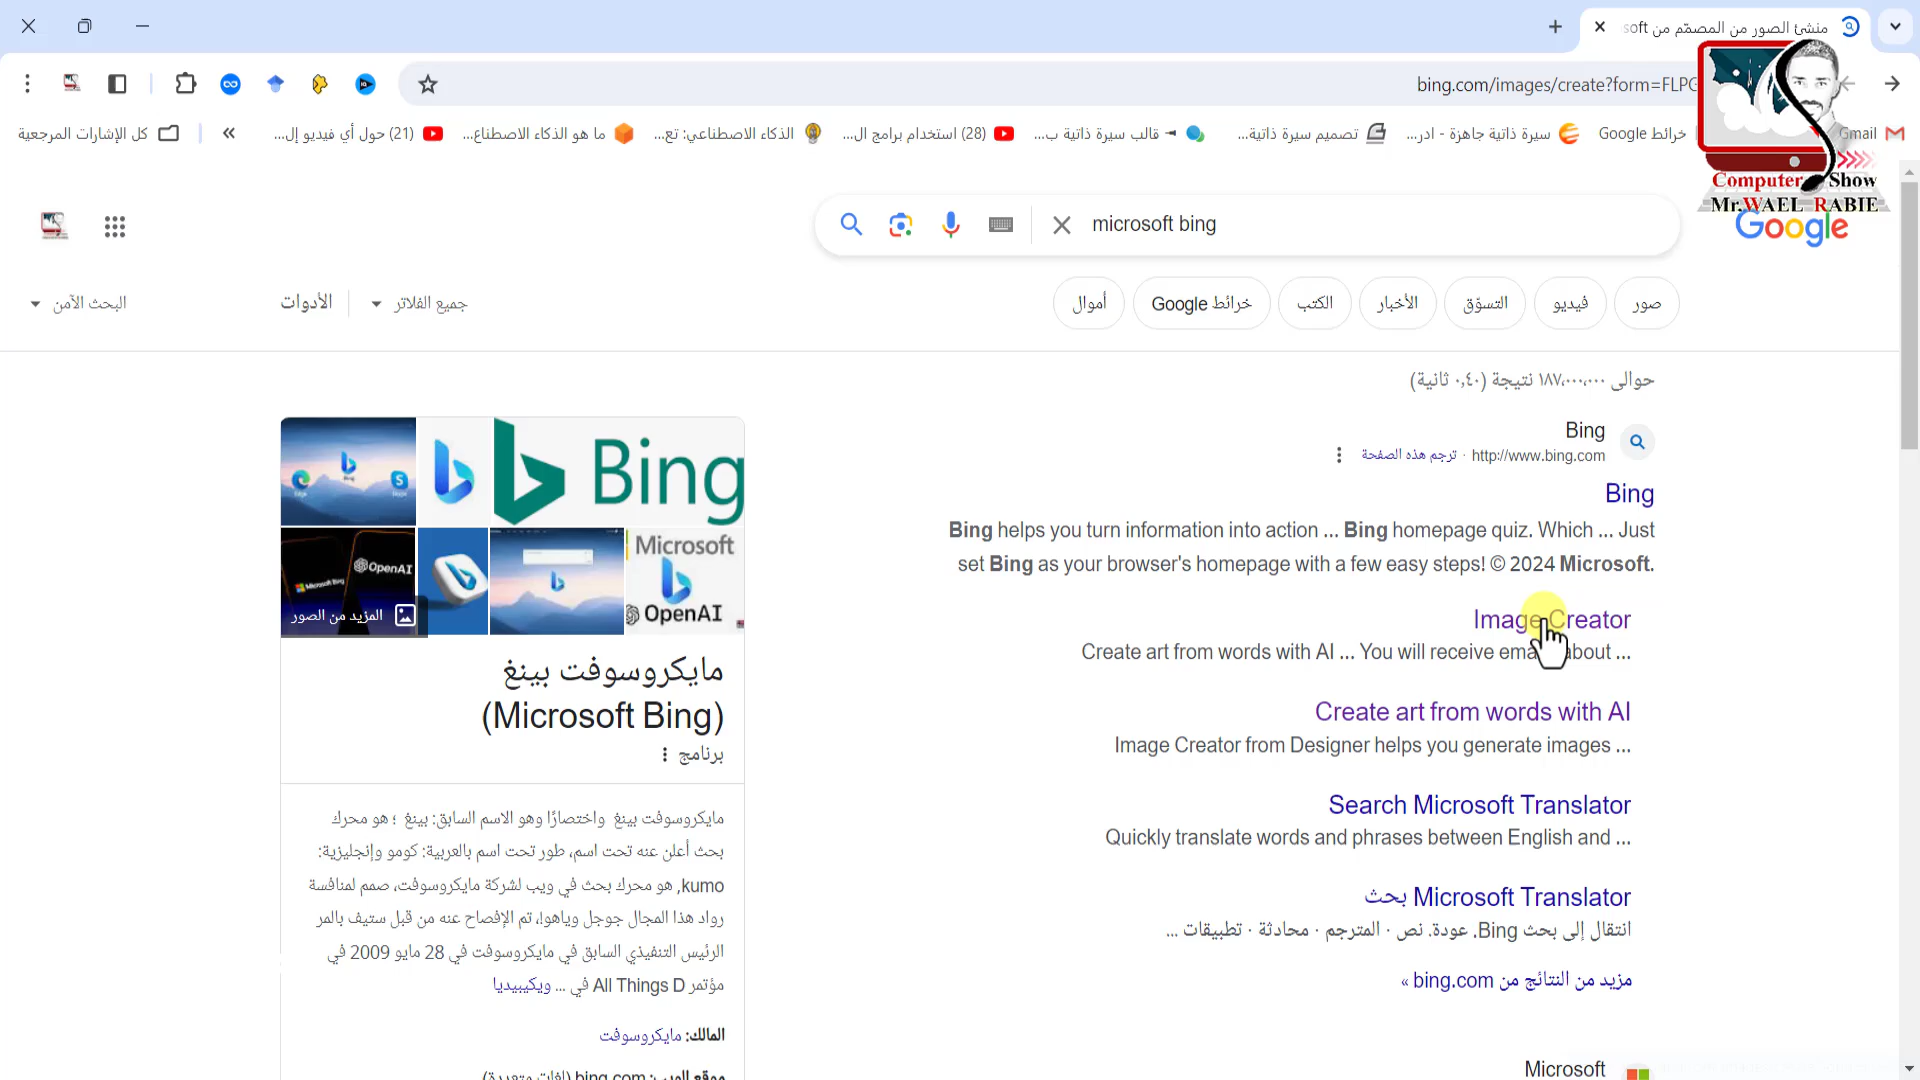 منشئ الصور من المصمّم من soft
bing.com/images/create?form=FLPG
Gmail
خرائط Google
سيرة ذاتية جاهزة - ادر...
تصميم سيرة ذاتية...
قالب سيرة ذاتية ب...
(28) استخدام برامج ال...
الذكاء الاصطناعي: تع...
ما هو الذكاء الاصطناع...
(21) حول أي فيديو إل...
»
كل الإشارات المرجعية
Computer Show
Mr.WAEL RABIE
Google
microsoft bing
صور
فيديو
التسوّق
الأخبار
الكتب
خرائط Google
أموال
جميع الفلاتر
الأدوات
البحث الآمن
حوالى ١٨٧,٠٠٠,٠٠٠ نتيجة (٠,٤٠ ثانية)
Bing
http://www.bing.com · ترجم هذه الصفحة
Bing
Bing helps you turn information into action ... Bing homepage quiz. Which ... Just
set Bing as your browser's homepage with a few easy steps! © 2024 Microsoft.
Image Creator
Create art from words with AI ... You will receive emails about ...
Create art from words with AI
Image Creator from Designer helps you generate images ...
Search Microsoft Translator
Quickly translate words and phrases between English and ...
Microsoft Translator بحث
انتقال إلى بحث Bing. عودة. نص · المترجم · محادثة · تطبيقات ...
مزيد من النتائج من bing.com »
Microsoft
Bing
Microsoft Bing
OpenAI
Microsoft
OpenAI
المزيد من الصور
مايكروسوفت بينغ
(Microsoft Bing)
برنامج
مايكروسوفت بينغ واختصارًا وهو الاسم السابق: بينغ ؛ هو محرك
بحث أعلن عنه تحت اسم، طور تحت اسم بالعربية: كومو وإنجليزية:
kumo, هو محرك بحث في ويب لشركة مايكروسوفت، صمم لمنافسة
رواد هذا المجال جوجل وياهو!، تم الإفصاح عنه من قبل ستيف بالمر
الرئيس التنفيذي السابق في مايكروسوفت في 28 مايو 2009 في
مؤتمر All Things D في ... ويكيبيديا
المالك: مايكروسوفت
موقع الويب: bing.com (لغات متعددة)